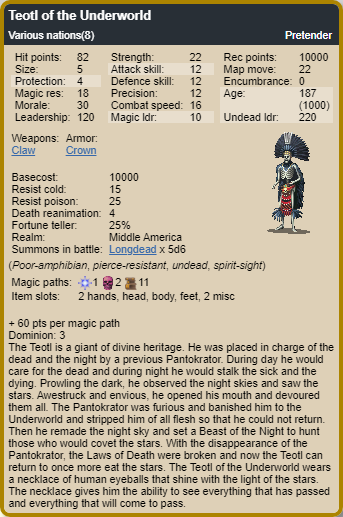 Teotl of the Underworld
Various nations(8) Pretender
Hit points: 82 Strength: 22 Rec points: 10000
Size: 5 Attack skill: 12 Map move: 22
Protection: 4 Defence skill: 12 Encumbrance: 0
Magic res: 18 Precision: 12 Age: 187
Morale: 30 Combat speed: 16 (1000)
Leadership: 120 Magic ldr: 10 Undead ldr: 220
Weapons: Armor:
Claw Crown
Basecost: 10000
Resist cold: 15
Resist poison: 25
Death reanimation: 4
Fortune teller: 25%
Realm: Middle America
Summons in battle: Longdead x 5d6
(Poor-amphibian, pierce-resistant, undead, spirit-sight)
Magic paths: 1 2 11
Item slots: 2 hands, head, body, feet, 2 misc
+ 60 pts per magic path
Dominion: 3
The Teotl is a giant of divine heritage. He was placed in charge of the
dead and the night by a previous Pantokrator. During day he would
care for the dead and during night he would stalk the sick and the
dying. Prowling the dark, he observed the night skies and saw the
stars. Awestruck and envious, he opened his mouth and devoured
them all. The Pantokrator was furious and banished him to the
Underworld and stripped him of all flesh so that he could not return.
Then he remade the night sky and set a Beast of the Night to hunt
those who would covet the stars. With the disappearance of the
Pantokrator, the Laws of Death were broken and now the Teotl can
return to once more eat the stars. The Teotl of the Underworld wears
a necklace of human eyeballs that shine with the light of the stars.
The necklace gives him the ability to see everything that has passed
and everything that will come to pass.